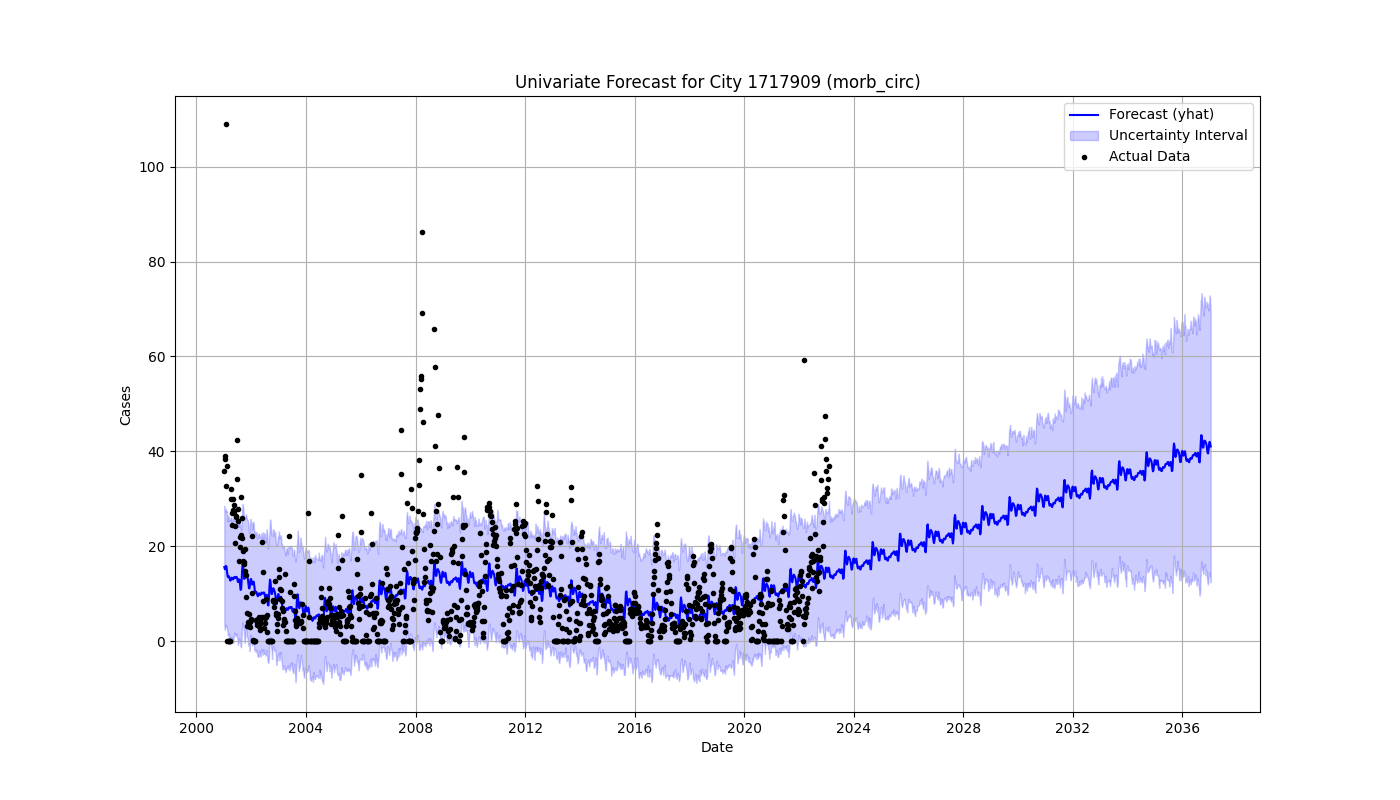 Univariate Forecast for City 1717909 (morb_circ)
Forecast (yhat)
Uncertainty Interval
Actual Data
100
80
60
40
20
0
Cases
2000 2004 2008 2012 2016 2020 2024 2028 2032 2036
Date